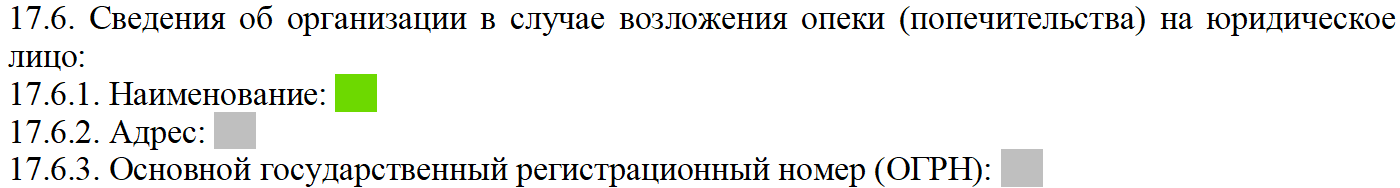 17.6. Сведения об организации в случае возложения опеки (попечительства) на юридическое
лицо:
17.6.1. Наименование:
17.6.2. Адрес:
17.6.3. Основной государственный регистрационный номер (ОГРН):